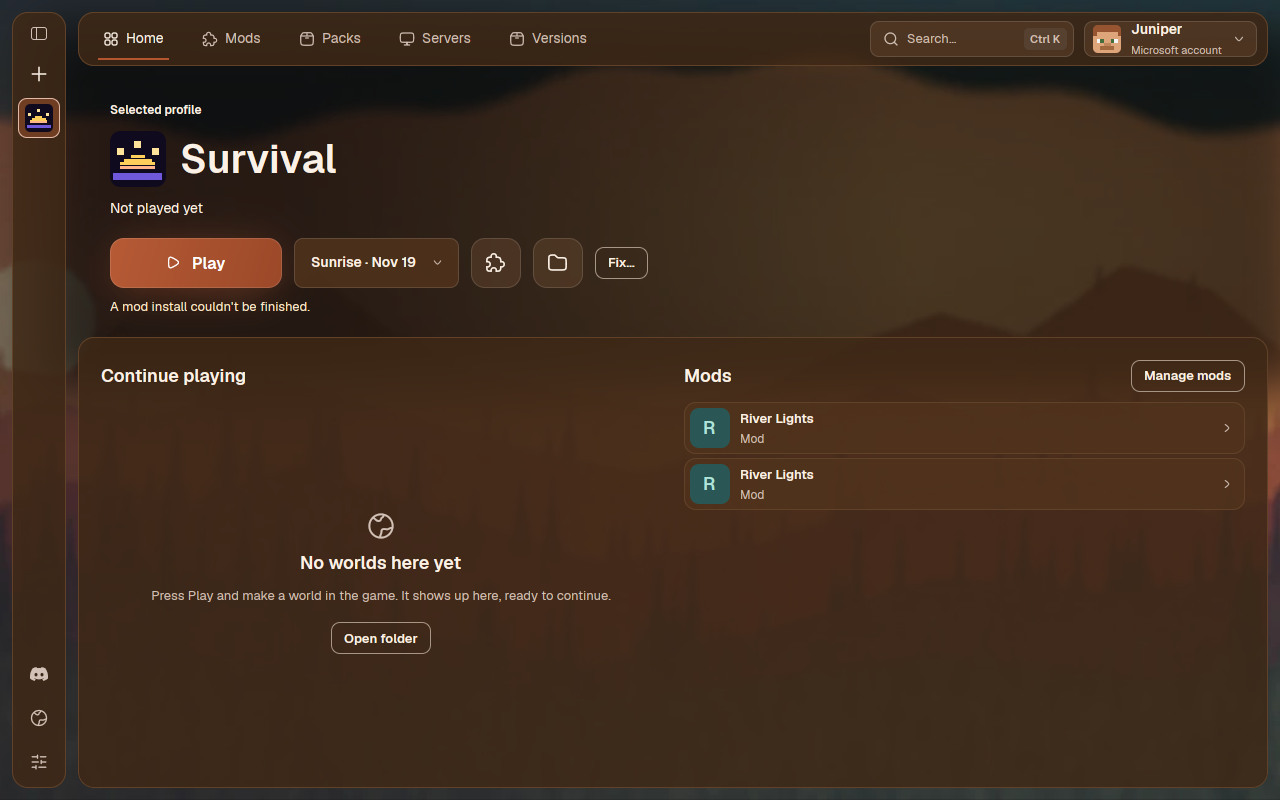 Home
Mods
Packs
Servers
Versions
Search...
Ctrl K
Juniper
Microsoft account
Selected profile
Survival
Not played yet
Play
Sunrise · Nov 19
Fix...
A mod install couldn't be finished.
Continue playing
No worlds here yet
Press Play and make a world in the game. It shows up here, ready to continue.
Open folder
Mods
Manage mods
R
River Lights
Mod
R
River Lights
Mod